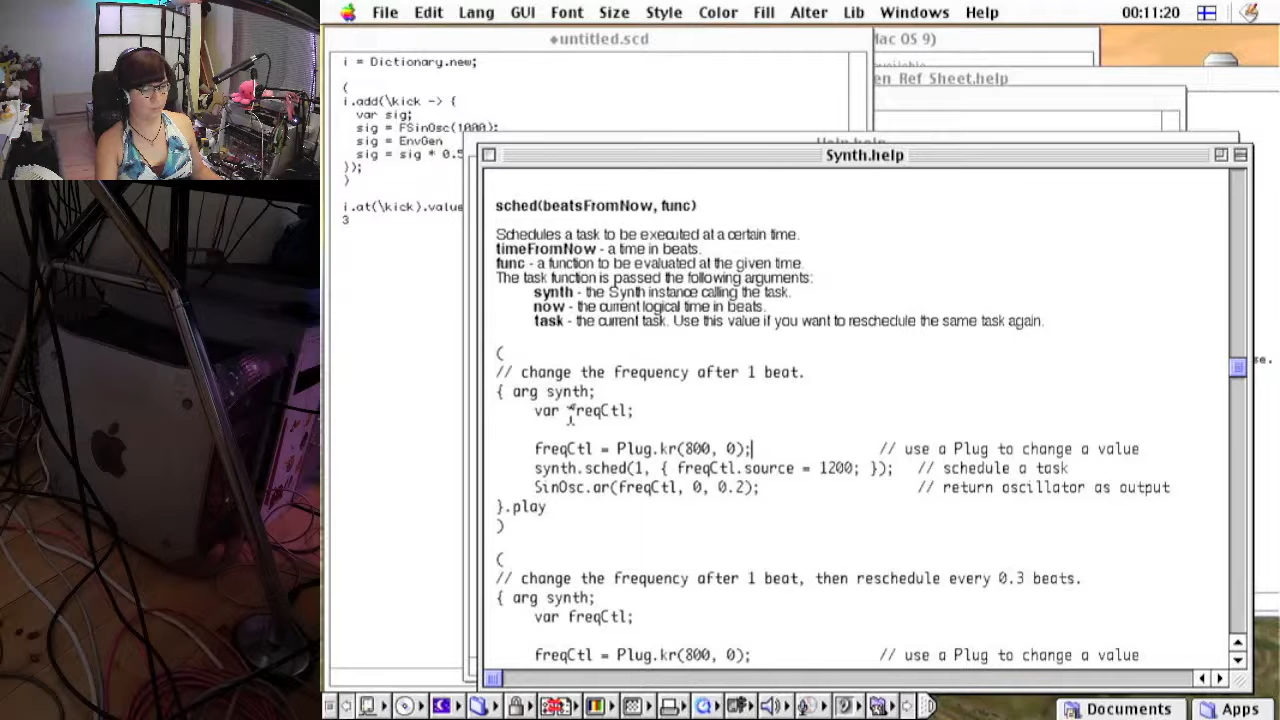 File Edit Lang GUI Font Size Style Color Fill Alter Lib Windows Help 00:11:20
untitled.scd
i = Dictionary.new;
(
i.add(\kick -> {
var sig;
sig = FSinOsc(1000);
sig = EnvGen
sig = sig * 0.5
});
)
i.at(\kick).value
3
Mac OS 9)
en_Ref_Sheet.help
Help.help
Synth.help
sched(beatsFromNow, func)
Schedules a task to be executed at a certain time.
timeFromNow - a time in beats.
func - a function to be evaluated at the given time.
The task function is passed the following arguments:
synth - the Synth instance calling the task.
now - the current logical time in beats.
task - the current task. Use this value if you want to reschedule the same task again.
(
// change the frequency after 1 beat.
{ arg synth;
var freqCtl;
freqCtl = Plug.kr(800, 0); // use a Plug to change a value
synth.sched(1, { freqCtl.source = 1200; }); // schedule a task
SinOsc.ar(freqCtl, 0, 0.2); // return oscillator as output
}.play
)
(
// change the frequency after 1 beat, then reschedule every 0.3 beats.
{ arg synth;
var freqCtl;
freqCtl = Plug.kr(800, 0); // use a Plug to change a value
Documents Apps